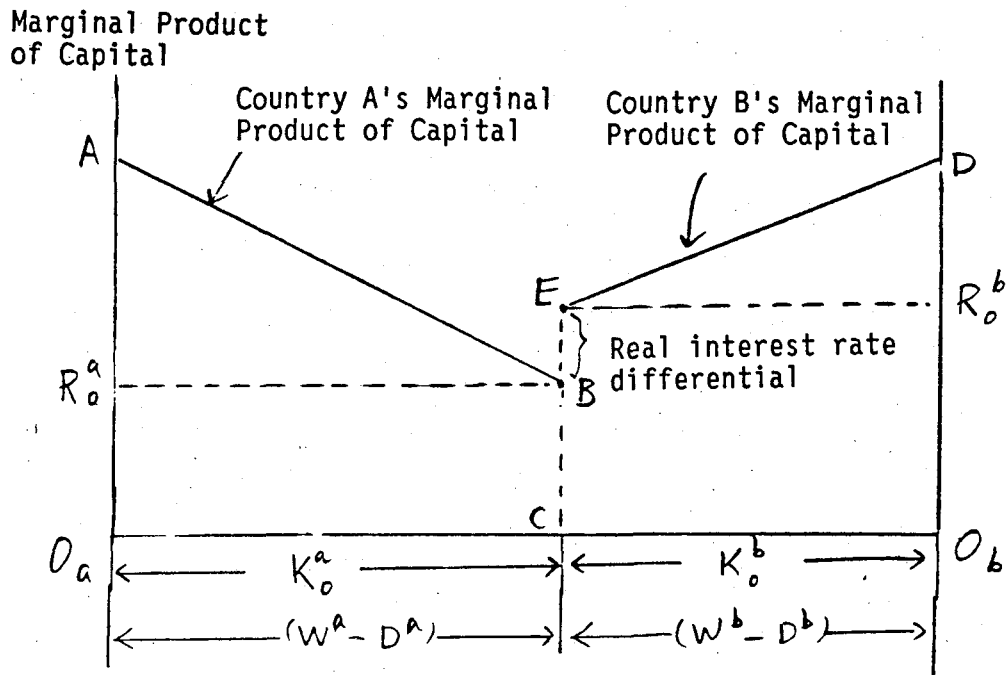 Marginal Product
of Capital
Country A's Marginal
Product of Capital
Country B's Marginal
Product of Capital
A
D
E
R₀ᵇ
Real interest rate
differential
R₀ᵃ
B
C
Oₐ
K₀ᵃ
K₀ᵇ
O_b
(Wᵃ - Dᵃ)
(Wᵇ - Dᵇ)